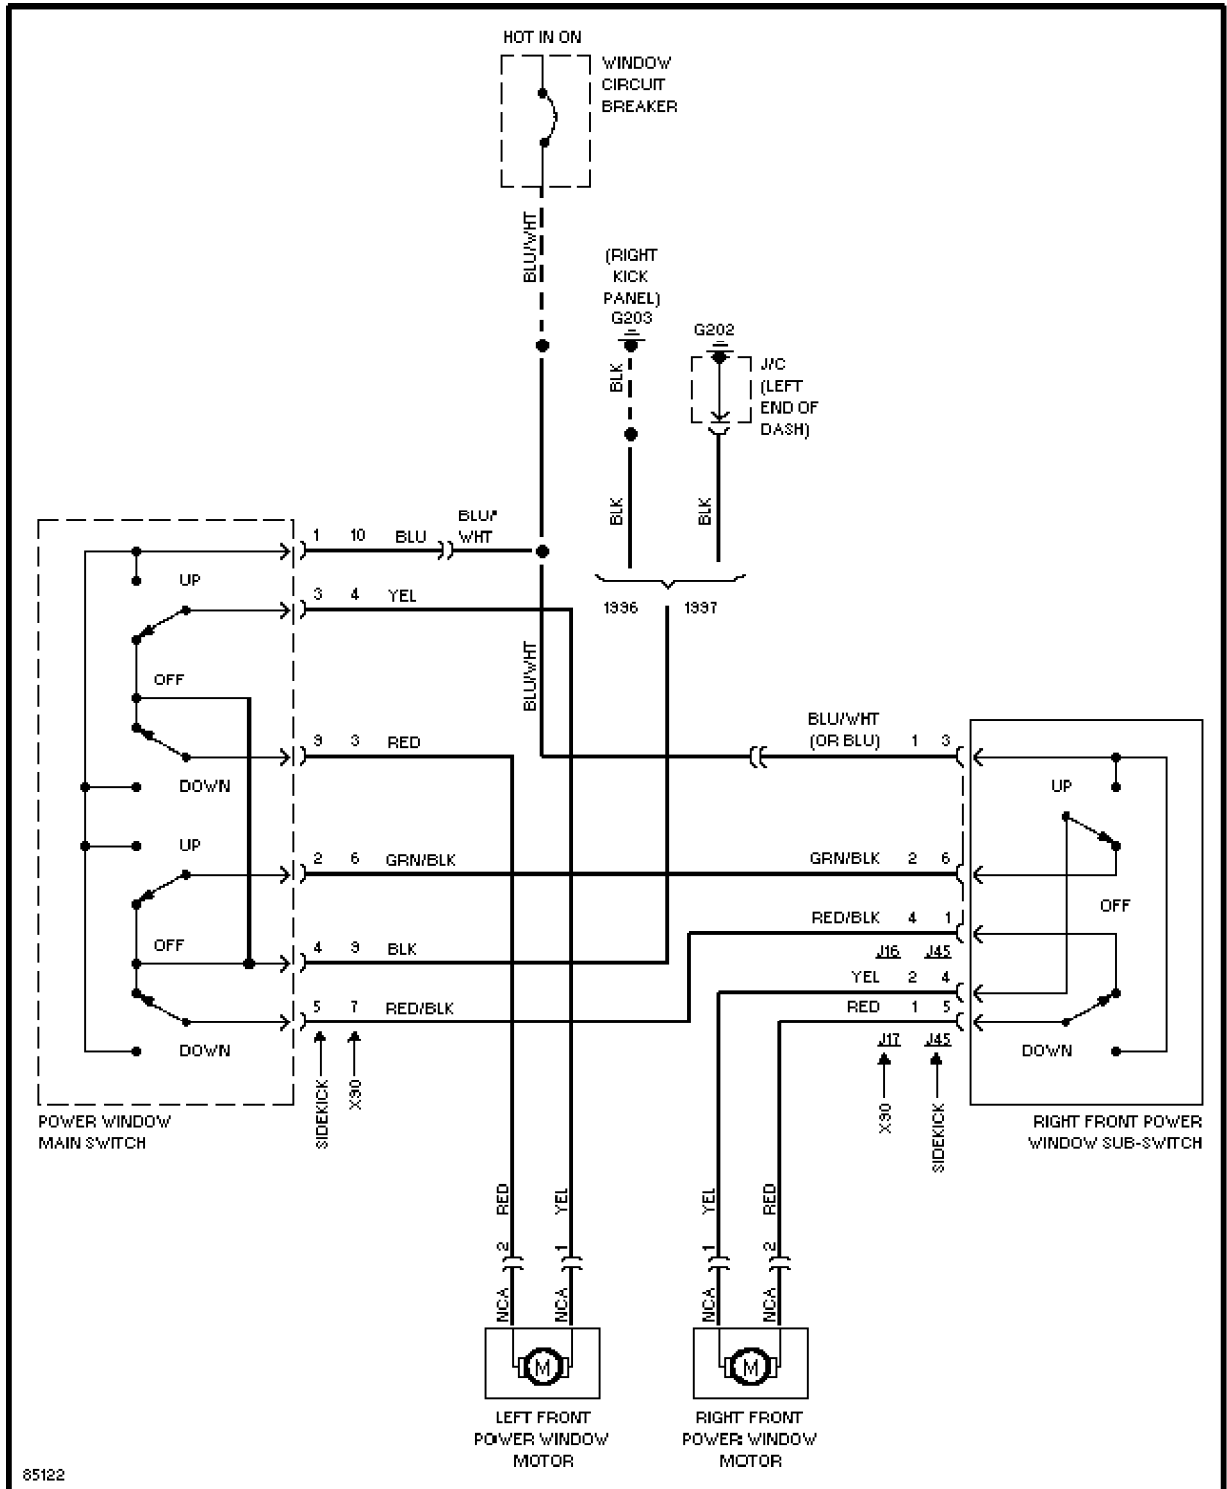 HOT IN ON
WINDOW
CIRCUIT
BREAKER
BLU/WHT
(RIGHT
KICK
PANEL)
G203
G202
BLK
J/C
(LEFT
END OF
DASH)
BLK
BLK
1996
1997
1 10 BLU
BLU/
WHT
UP
3 4 YEL
OFF
BLU/WHT
9 3 RED
DOWN
UP
2 6 GRN/BLK
OFF
4 9 BLK
5 7 RED/BLK
DOWN
SIDEKICK
X90
POWER WINDOW
MAIN SWITCH
BLU/WHT
(OR BLU) 1 3
UP
GRN/BLK 2 6
OFF
RED/BLK 4 1
J16 J45
YEL 2 4
RED 1 5
J17 J45
DOWN
X90
SIDEKICK
RIGHT FRONT POWER
WINDOW SUB-SWITCH
RED
YEL
YEL
RED
2
1
1
2
NCA
NCA
NCA
NCA
M
M
LEFT FRONT
POWER WINDOW
MOTOR
RIGHT FRONT
POWER WINDOW
MOTOR
85122